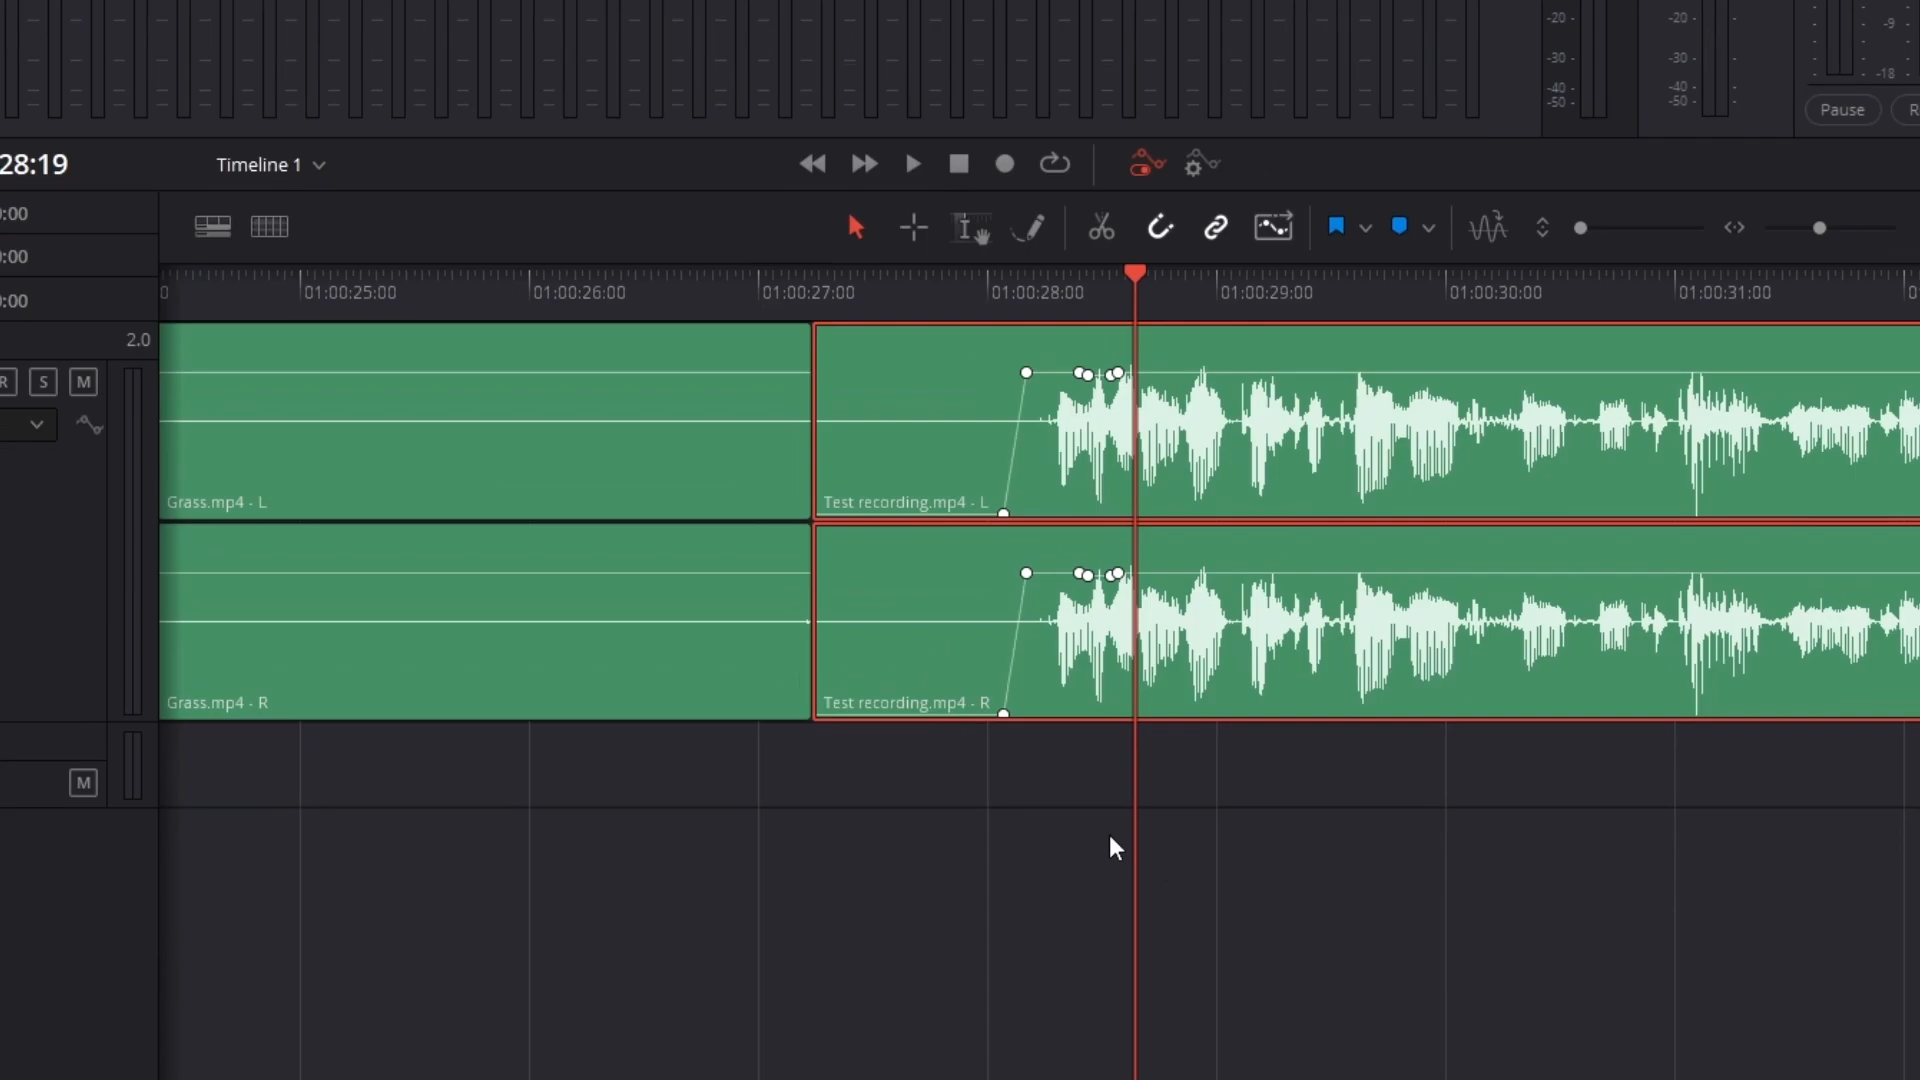 -20 -
-20 -
-9
-30 -
-30 -
-18
-40 -
-40 -
-50 -
-50 -
Pause
R
28:19
Timeline 1
:00
:00
:00
0
01:00:25:00
01:00:26:00
01:00:27:00
01:00:28:00
01:00:29:00
01:00:30:00
01:00:31:00
2.0
R
S
M
Grass.mp4 - L
Test recording.mp4 - L
Grass.mp4 - R
Test recording.mp4 - R
M